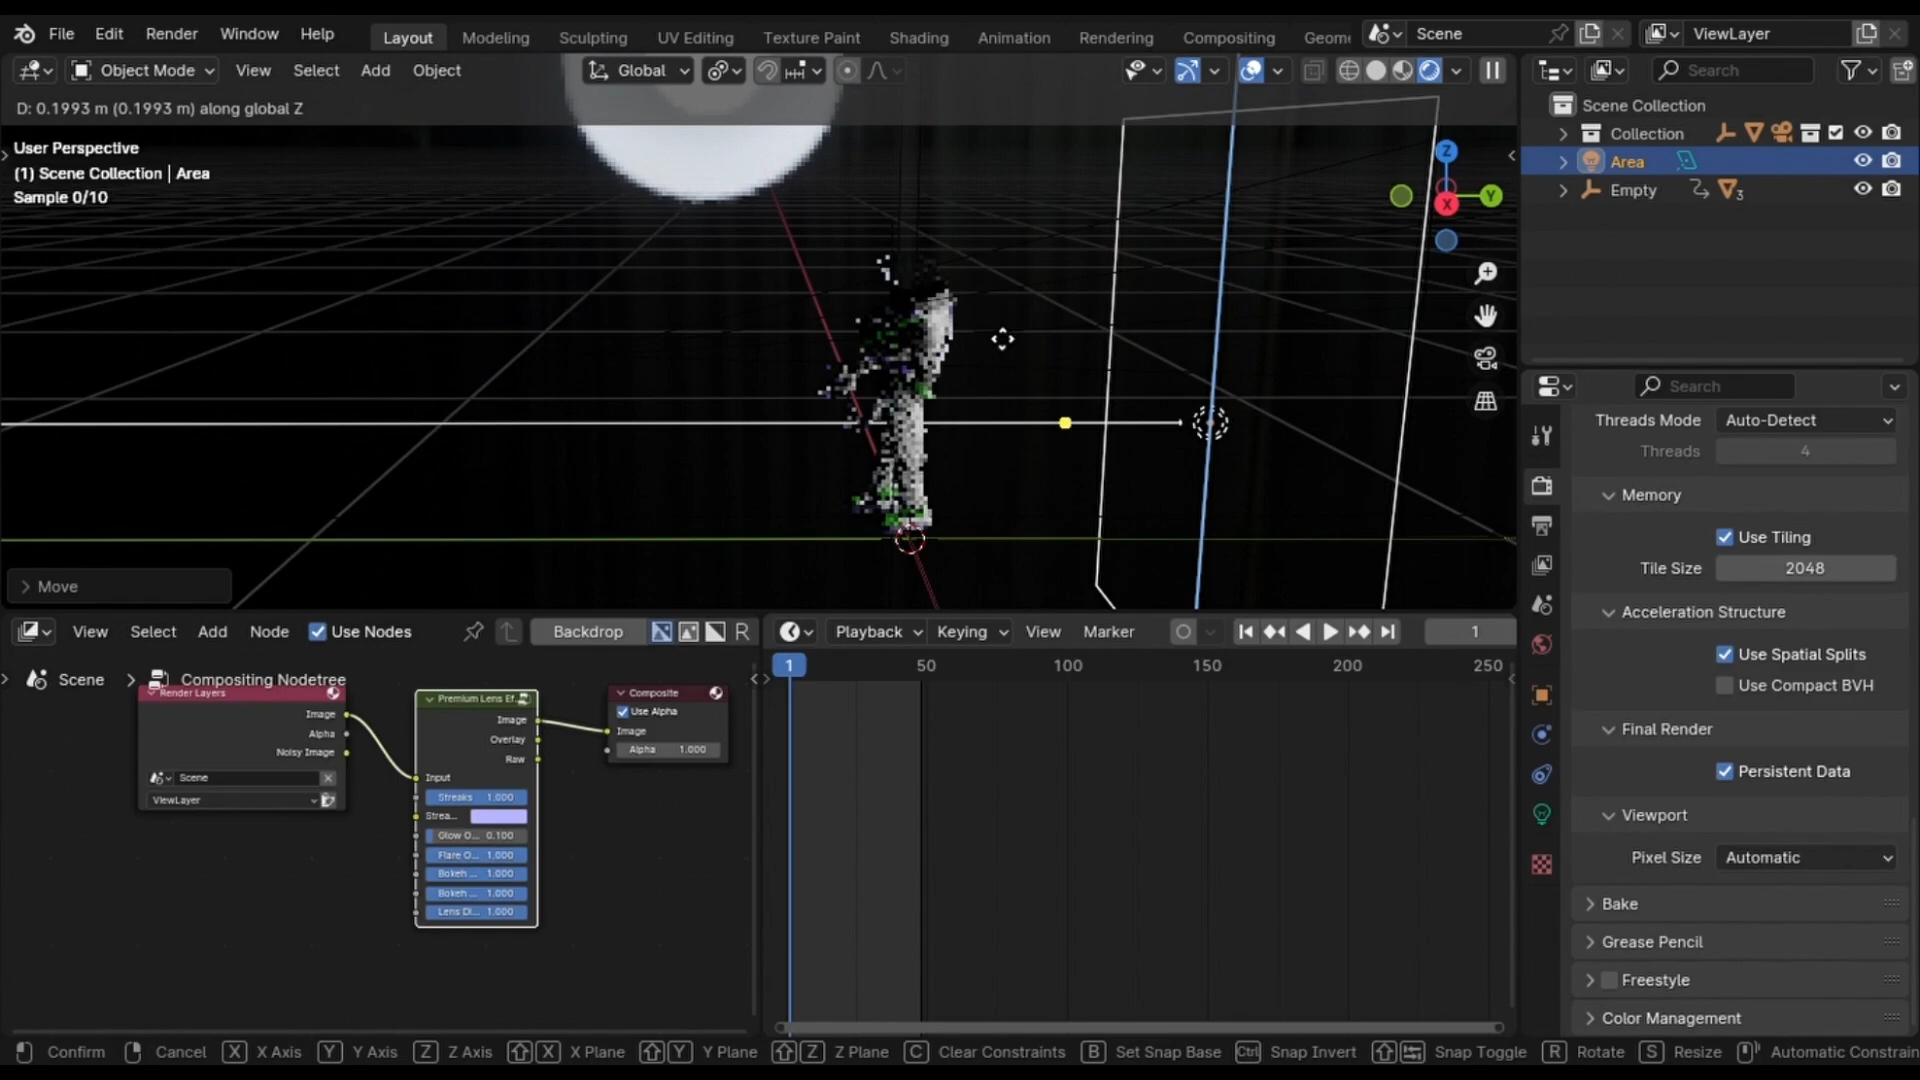 File Edit Render Window Help Layout Modeling Sculpting UV Editing Texture Paint Shading Animation Rendering Compositing Geom Scene ViewLayer
Object Mode View Select Add Object Global Search
D: 0.1993 m (0.1993 m) along global Z
Scene Collection
User Perspective
Collection
(1) Scene Collection | Area
Area
Sample 0/10
Empty
3
Z
Y
X
Search
Threads Mode Auto-Detect
Threads 4
Memory
Use Tiling
Tile Size 2048
Acceleration Structure
Use Spatial Splits
Use Compact BVH
Final Render
Persistent Data
Viewport
Pixel Size Automatic
Bake
Grease Pencil
Freestyle
Color Management
Move
View Select Add Node Use Nodes Backdrop R
Scene Compositing Nodetree
Render Layers
Image
Alpha
Noisy Image
Scene
ViewLayer
Premium Lens Ef...
Image
Overlay
Raw
Input
Streaks 1.000
Strea...
Glow O... 0.100
Flare O... 1.000
Bokeh ... 1.000
Bokeh ... 1.000
Lens Di... 1.000
Composite
Use Alpha
Image
Alpha 1.000
Playback Keying View Marker 1
1 50 100 150 200 250
Confirm Cancel X X Axis Y Y Axis Z Z Axis X X Plane Y Y Plane Z Z Plane C Clear Constraints B Set Snap Base Ctrl Snap Invert Snap Toggle R Rotate S Resize Automatic Constrain